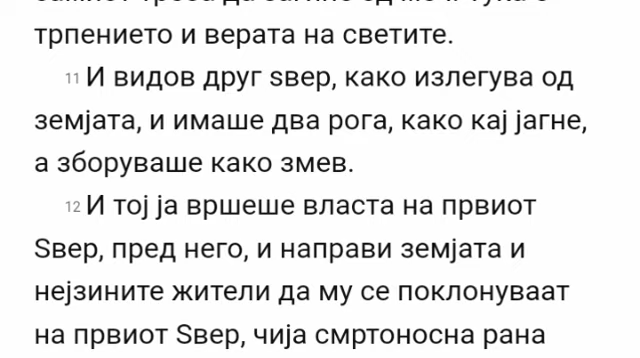 трпението и верата на светите.
11 И видов друг ѕвер, како излегува од
земјата, и имаше два рога, како кај јагне,
а зборуваше како змев.
12 И тој ја вршеше власта на првиот
Ѕвер, пред него, и направи земјата и
нејзините жители да му се поклонуваат
на првиот Ѕвер, чија смртоносна рана